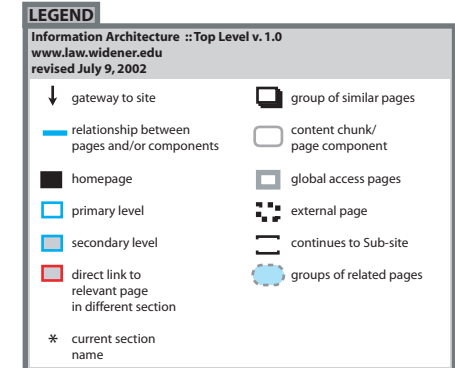 LEGEND
Information Architecture :: Top Level v. 1.0
www.law.widener.edu
revised July 9, 2002
gateway to site
relationship between
pages and/or components
homepage
primary level
secondary level
direct link to
relevant page
in different section
* current section
name
group of similar pages
content chunk/
page component
global access pages
external page
continues to Sub-site
groups of related pages